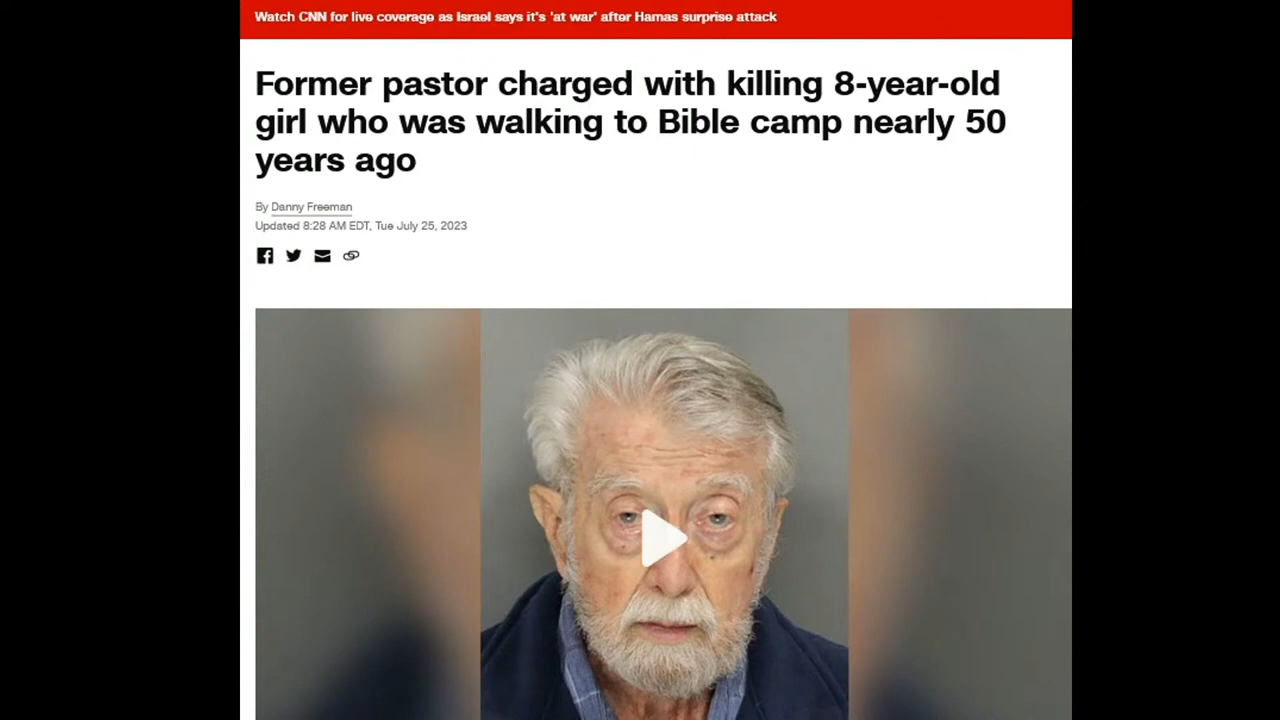 Watch CNN for live coverage as Israel says it's 'at war' after Hamas surprise attack
Former pastor charged with killing 8-year-old
girl who was walking to Bible camp nearly 50
years ago
By Danny Freeman
Updated 8:28 AM EDT, Tue July 25, 2023